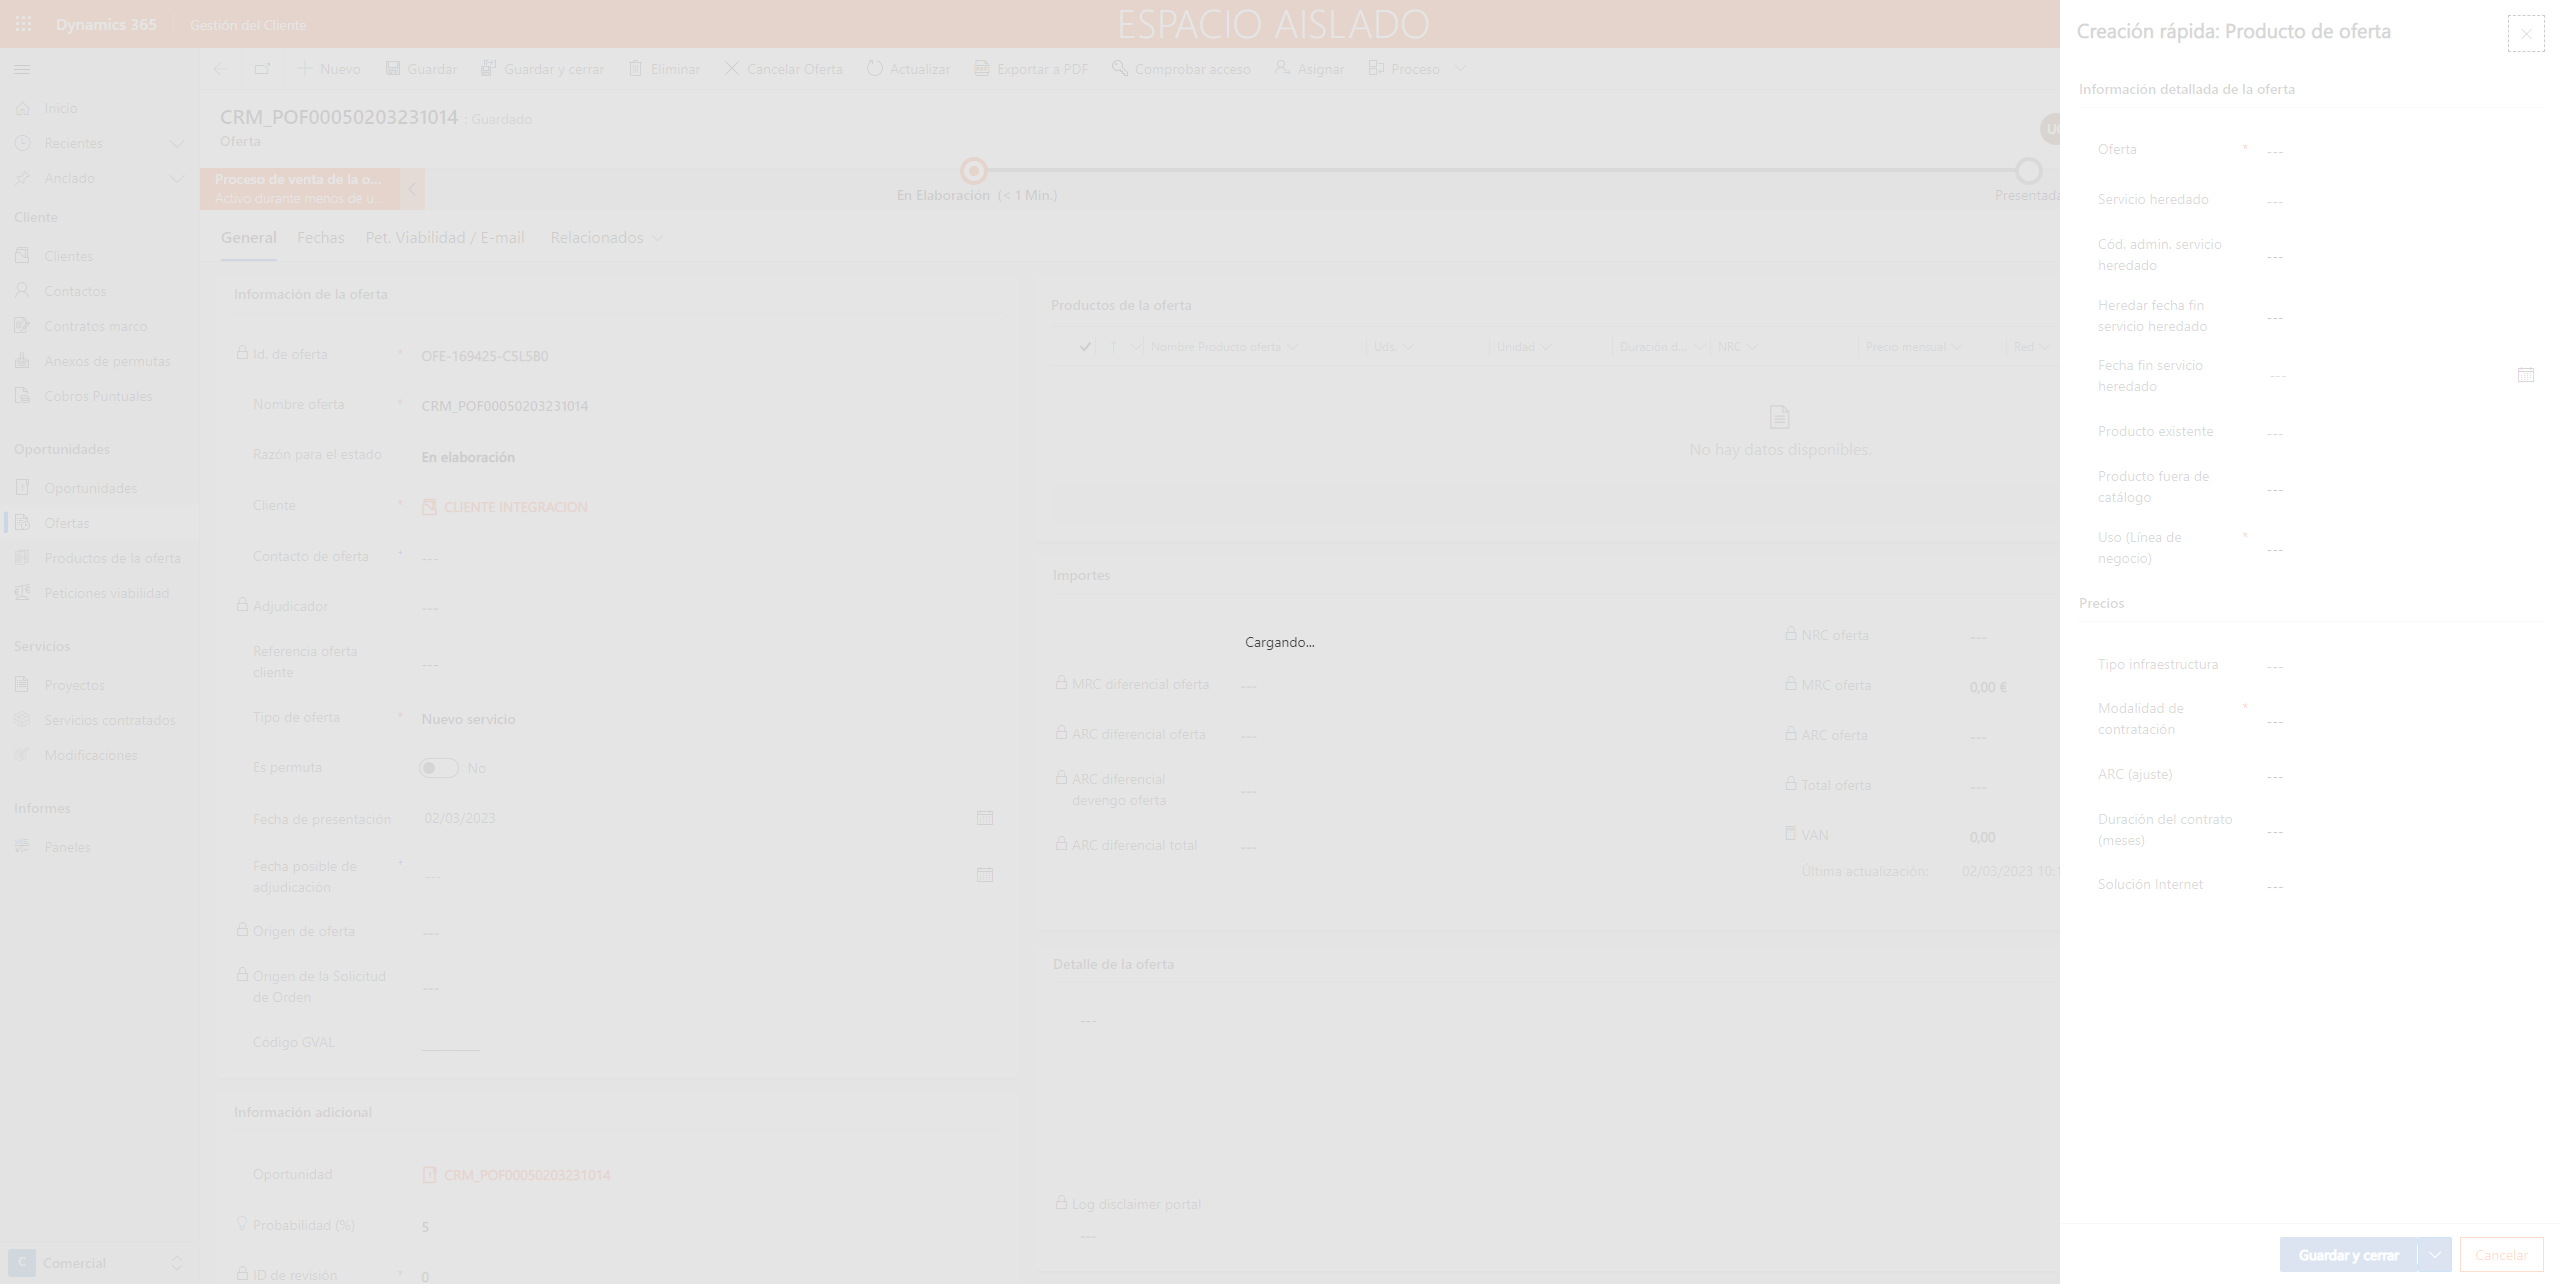 Dynamics 365
Gestión del Cliente
ESPACIO AISLADO
Nuevo
Guardar
Guardar y cerrar
Eliminar
Cancelar Oferta
Actualizar
Exportar a PDF
Comprobar acceso
Asignar
Proceso
Inicio
Recientes
Anclado
Cliente
Clientes
Contactos
Contratos marco
Anexos de permutas
Cobros Puntuales
Oportunidades
Oportunidades
Ofertas
Productos de la oferta
Peticiones viabilidad
Servicios
Proyectos
Servicios contratados
Modificaciones
Informes
Paneles
C Comercial
CRM_POF00050203231014 : Guardado
Oferta
Proceso de venta de la o...
Activo durante menos de u...
En Elaboración (< 1 Min.)
Presentada
General
Fechas
Pet. Viabilidad / E-mail
Relacionados
Información de la oferta
Id. de oferta * OFE-169425-C5L5B0
Nombre oferta * CRM_POF00050203231014
Razón para el estado En elaboración
Cliente * CLIENTE INTEGRACION
Contacto de oferta + ---
Adjudicador ---
Referencia oferta
cliente ---
Tipo de oferta * Nuevo servicio
Es permuta No
Fecha de presentación 02/03/2023
Fecha posible de
adjudicación * ---
Origen de oferta ---
Origen de la Solicitud
de Orden ---
Código GVAL
Información adicional
Oportunidad CRM_POF00050203231014
Probabilidad (%) 5
ID de revisión * 0
Productos de la oferta
Nombre Producto oferta
Uds.
Unidad
Duración d...
NRC
Precio mensual
Red
No hay datos disponibles.
Importes
Cargando...
MRC diferencial oferta ---
ARC diferencial oferta ---
ARC diferencial
devengo oferta ---
ARC diferencial total ---
NRC oferta ---
MRC oferta 0,00 €
ARC oferta ---
Total oferta ---
VAN 0,00
Última actualización: 02/03/2023 10:1
Detalle de la oferta
---
Log disclaimer portal
---
Creación rápida: Producto de oferta
Información detallada de la oferta
Oferta * ---
Servicio heredado ---
Cód. admin. servicio
heredado ---
Heredar fecha fin
servicio heredado ---
Fecha fin servicio
heredado ---
Producto existente ---
Producto fuera de
catálogo ---
Uso (Línea de
negocio) * ---
Precios
Tipo infraestructura ---
Modalidad de
contratación * ---
ARC (ajuste) ---
Duración del contrato
(meses) ---
Solución Internet ---
Guardar y cerrar
Cancelar